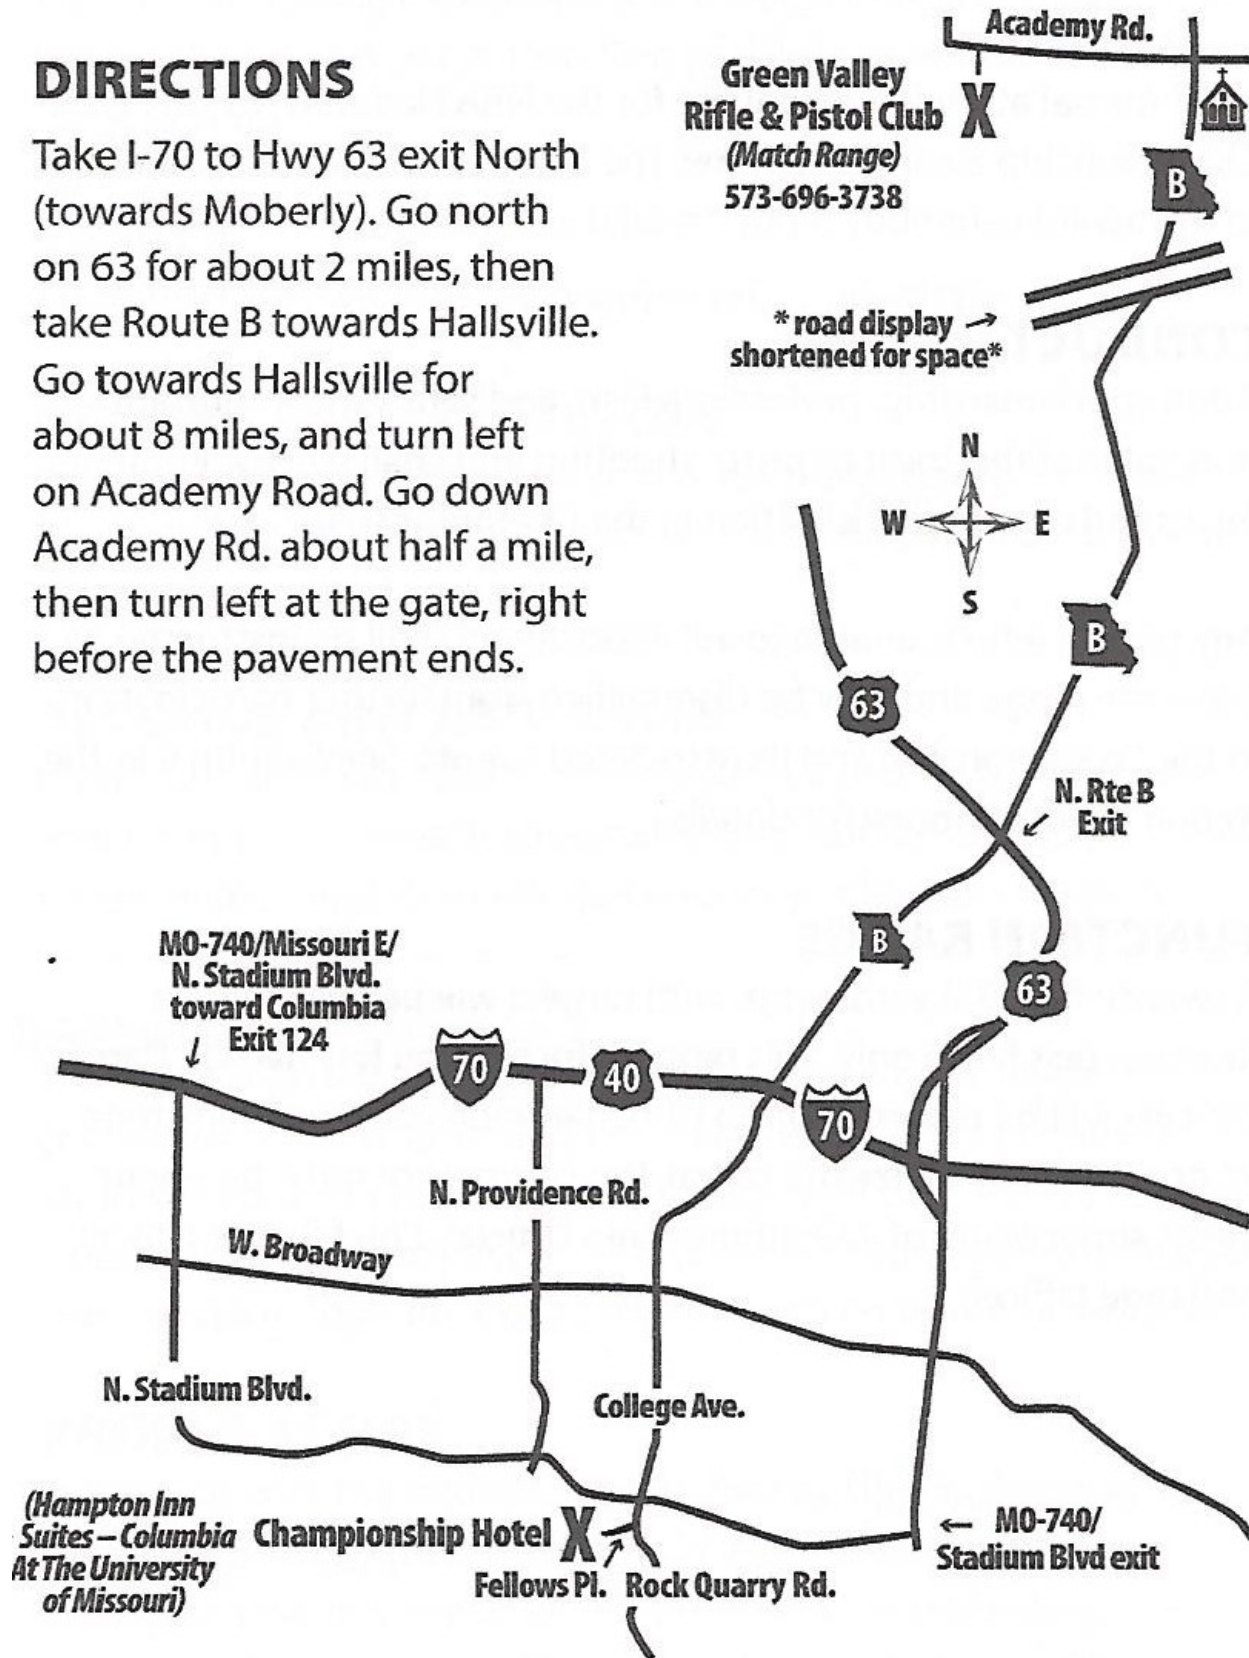 DIRECTIONS
Take I-70 to Hwy 63 exit North
(towards Moberly). Go north
on 63 for about 2 miles, then
take Route B towards Hallsville.
Go towards Hallsville for
about 8 miles, and turn left
on Academy Road. Go down
Academy Rd. about half a mile,
then turn left at the gate, right
before the pavement ends.
Academy Rd.
Green Valley
Rifle & Pistol Club X
(Match Range)
573-696-3738
B
* road display
shortened for space*
N
W E
S
B
63
N. Rte B
Exit
B
63
MO-740/Missouri E/
N. Stadium Blvd.
toward Columbia
Exit 124
70
40
70
N. Providence Rd.
W. Broadway
N. Stadium Blvd.
College Ave.
(Hampton Inn
Suites – Columbia
At The University
of Missouri)
Championship Hotel X
Fellows Pl.
Rock Quarry Rd.
MO-740/
Stadium Blvd exit